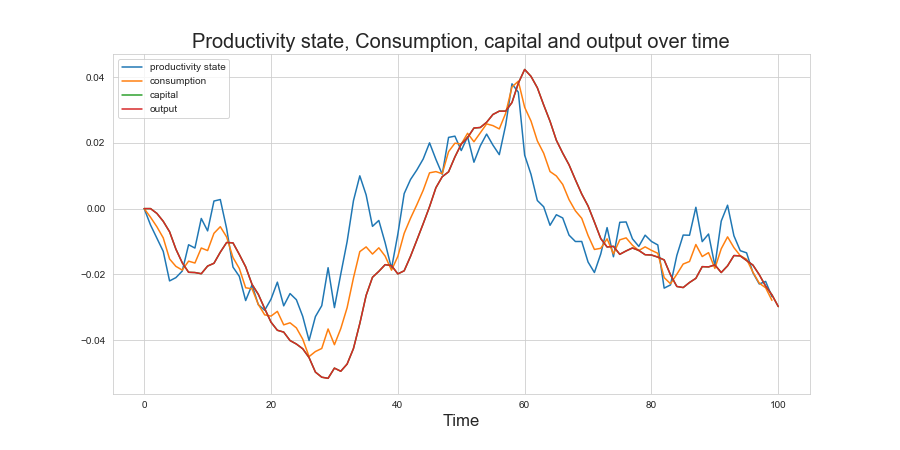 Productivity state, Consumption, capital and output over time
productivity state
consumption
capital
output
0.04
0.02
0.00
−0.02
−0.04
0 20 40 60 80 100
Time